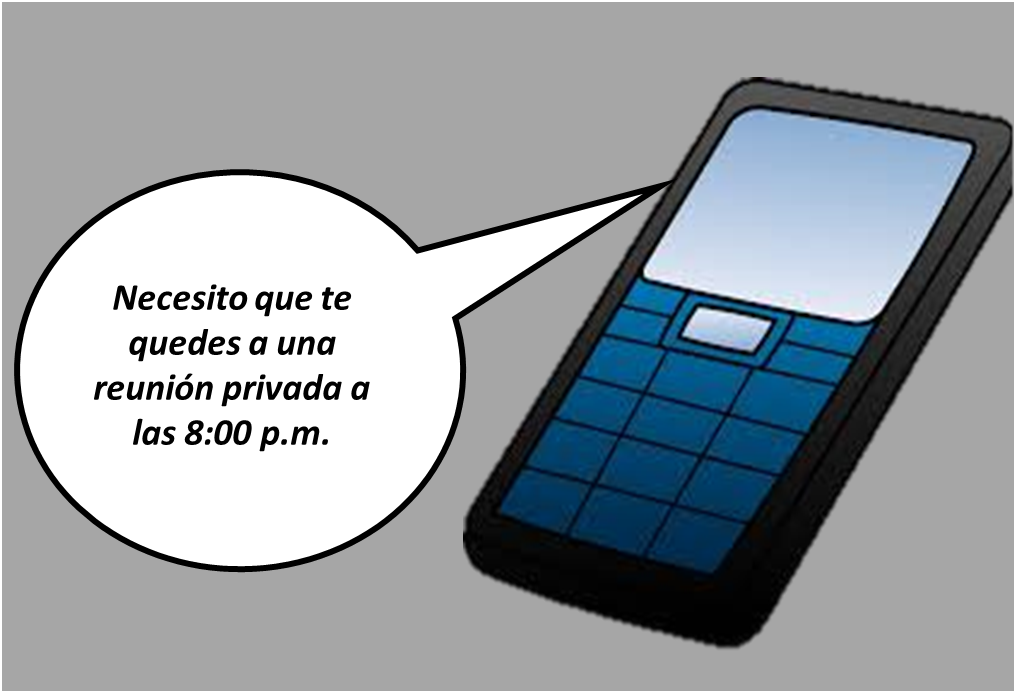 Necesito que te
quedes a una
reunión privada a
las 8:00 p.m.